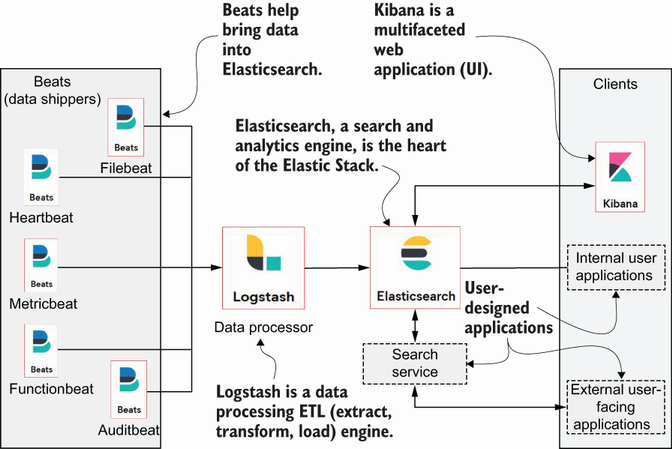 Beats help
bring data
into
Elasticsearch.
Kibana is a
multifaceted
web
application (UI).
Beats
(data shippers)
Clients
Beats
Filebeat
Elasticsearch, a search and
analytics engine, is the heart
of the Elastic Stack.
Beats
Heartbeat
Kibana
Beats
Metricbeat
Logstash
Data processor
Elasticsearch
Internal user
applications
User-
designed
applications
Beats
Functionbeat
Search
service
Beats
Auditbeat
Logstash is a data
processing ETL (extract,
transform, load) engine.
External user-
facing
applications